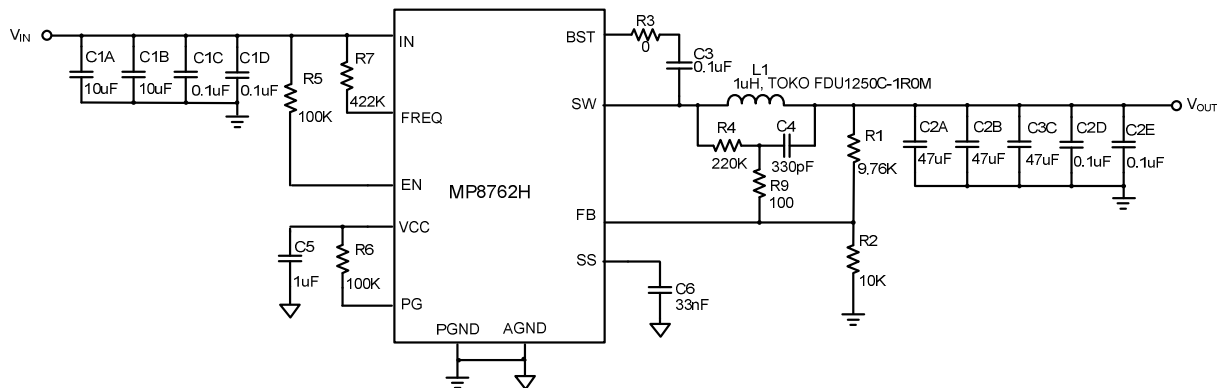 VIN
C1A
10uF
C1B
10uF
C1C
0.1uF
C1D
0.1uF
R5
100K
R7
422K
IN
FREQ
EN
VCC
PG
C5
1uF
R6
100K
MP8762H
PGND
AGND
BST
SW
FB
SS
R3
0
C3
0.1uF
L1
1uH, TOKO FDU1250C-1R0M
R4
220K
C4
330pF
R9
100
R1
9.76K
R2
10K
C6
33nF
C2A
47uF
C2B
47uF
C3C
47uF
C2D
0.1uF
C2E
0.1uF
VOUT